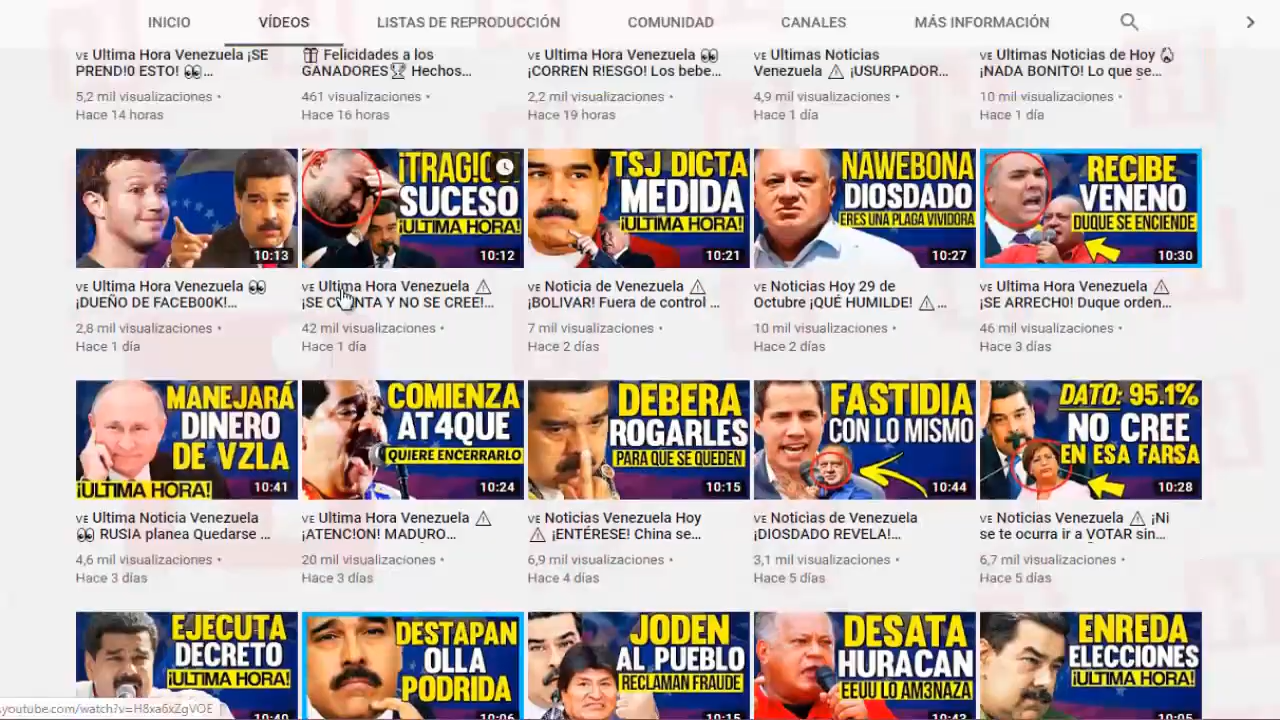 INICIO
VÍDEOS
LISTAS DE REPRODUCCIÓN
COMUNIDAD
CANALES
MÁS INFORMACIÓN
VE Ultima Hora Venezuela ¡SE
PREND!0 ESTO! 👀...
5,2 mil visualizaciones •
Hace 14 horas
🎁 Felicidades a los
GANADORES🏆 Hechos...
461 visualizaciones •
Hace 16 horas
VE Ultima Hora Venezuela 👀
¡CORREN R!ESGO! Los bebe...
2,2 mil visualizaciones •
Hace 19 horas
VE Ultimas Noticias
Venezuela ⚠ ¡USURPADOR...
4,9 mil visualizaciones •
Hace 1 día
VE Ultimas Noticias de Hoy
¡NADA BONITO! Lo que se...
10 mil visualizaciones •
Hace 1 día
10:13
VE Ultima Hora Venezuela 👀
¡DUEÑO DE FACEB00K!...
2,8 mil visualizaciones •
Hace 1 día
SUCESO
¡ULTIMA HORA!
10:12
VE Ultima Hora Venezuela ⚠
Y NO SE CREE!...
42 mil visualizaciones •
Hace 1 día
TSJ DICTA
MEDIDA
¡ULTIMA HORA!
10:21
VE Noticia de Venezuela ⚠
¡BOLIVAR! Fuera de control ...
7 mil visualizaciones •
Hace 2 días
NAWEBONA
DIOSDADO
ERES UNA PLAGA VIVIDORA
10:27
VE Noticias Hoy 29 de
Octubre ¡QUÉ HUMILDE! ⚠...
10 mil visualizaciones •
Hace 2 días
RECIBE
VENENO
DUQUE SE ENCIENDE
10:30
VE Ultima Hora Venezuela ⚠
¡SE ARRECH0! Duque orden...
46 mil visualizaciones •
Hace 3 días
MANEJARÁ
DINERO
DE VZLA
¡ULTIMA HORA!
10:41
VE Ultima Noticia Venezuela
👀 RUSIA planea Quedarse ...
4,6 mil visualizaciones •
Hace 3 días
COMIENZA
AT4QUE
QUIERE ENCERRARLO
10:24
VE Ultima Hora Venezuela ⚠
¡ATENC!ON! MADURO...
20 mil visualizaciones •
Hace 3 días
DEBERA
ROGARLES
PARA QUE SE QUEDEN
10:15
VE Noticias Venezuela Hoy
⚠ ¡ENTÉRESE! China se...
6,9 mil visualizaciones •
Hace 4 días
FASTIDIA
CON LO MISMO
10:44
VE Noticias de Venezuela
¡DIOSDADO REVELA!...
3,1 mil visualizaciones •
Hace 5 días
DATO: 95.1%
NO CREE
EN ESA FARSA
10:28
VE Noticias Venezuela ⚠ ¡Ni
se te ocurra ir a VOTAR sin...
6,7 mil visualizaciones •
Hace 5 días
EJECUTA
DECRETO
¡ULTIMA HORA!
DESTAPAN
OLLA
PODRIDA
JODEN
AL PUEBLO
RECLAMAN FRAUDE
DESATA
HURACAN
EEUU LO AM3NAZA
ENREDA
ELECCIONES
¡ULTIMA HORA!
.youtube.com/watch?v=H8xa6xZgVOE